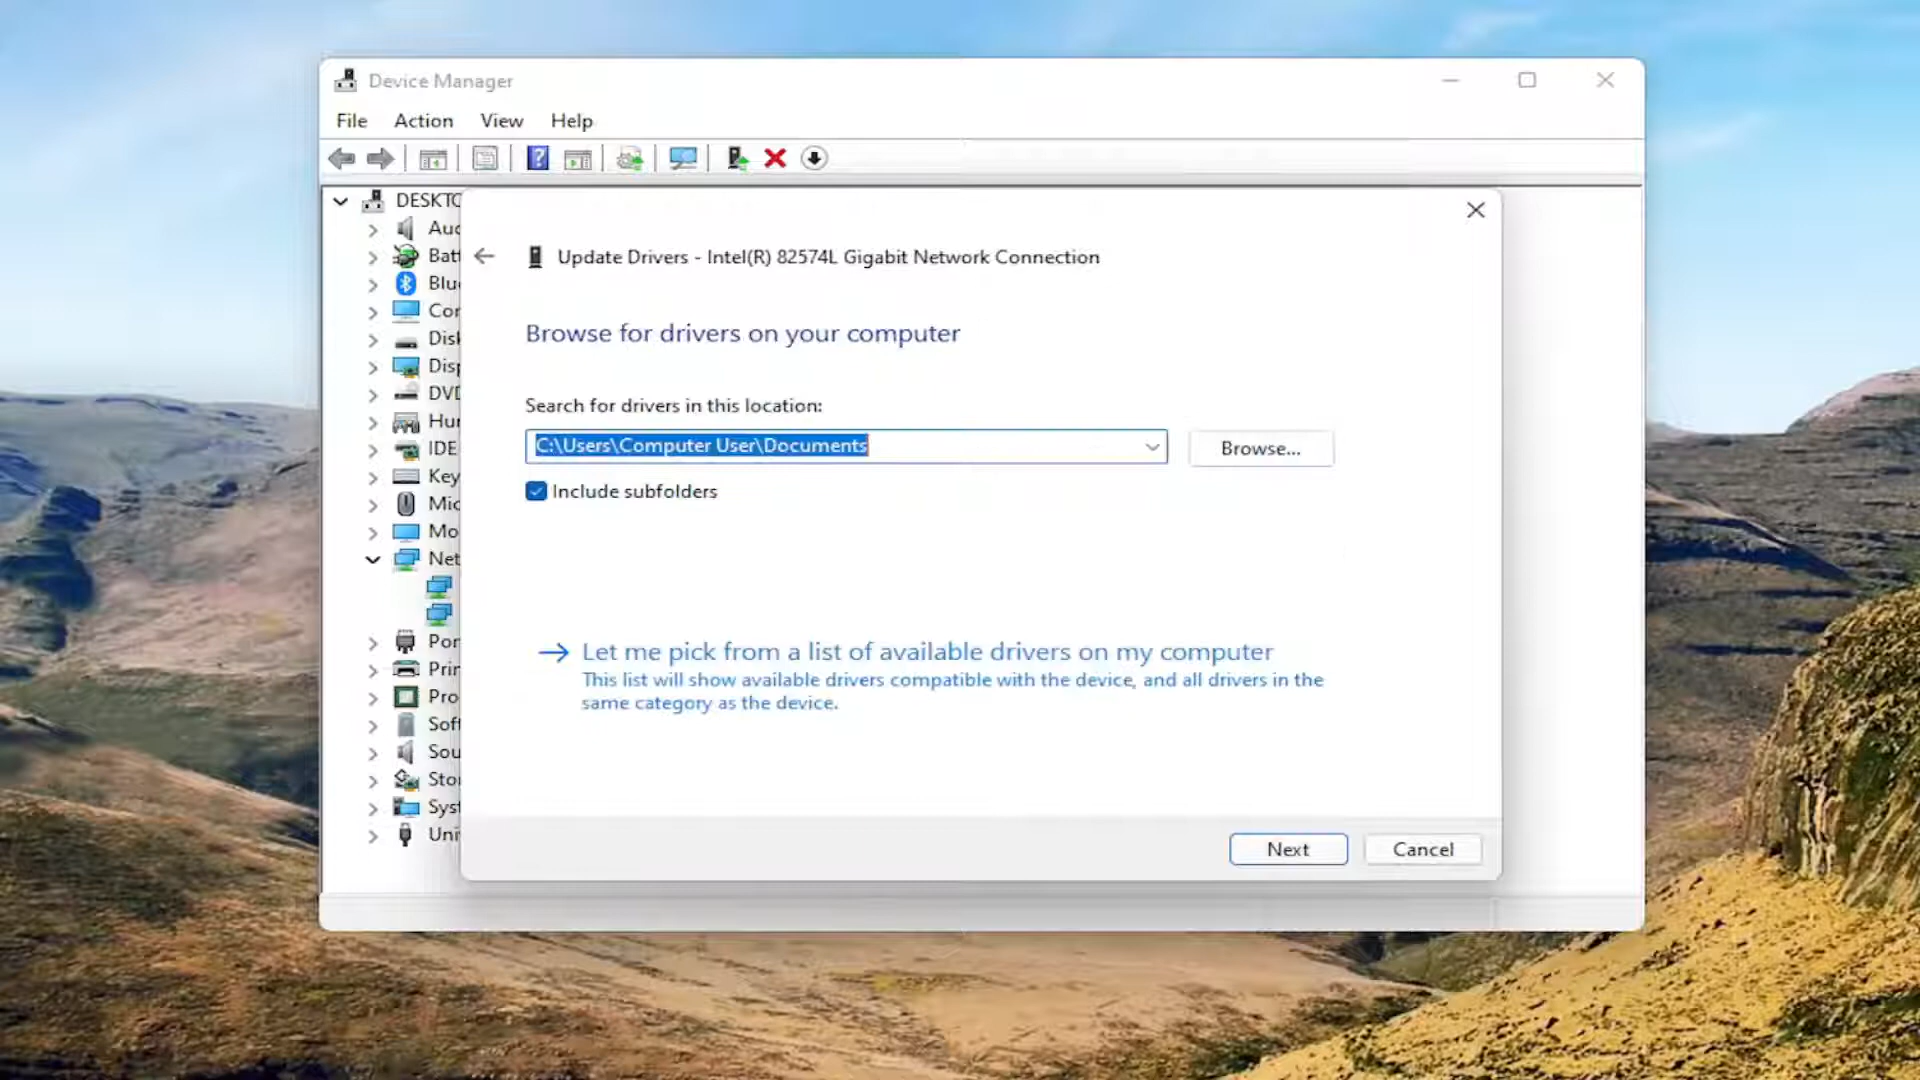 Device Manager
File Action View Help
DESKTO
Aud
Batt
Blu
Con
Disk
Disp
DVD
Hun
IDE
Key
Mic
Mo
Net
Por
Prin
Pro
Soft
Sou
Stor
Syst
Uni
Update Drivers - Intel(R) 82574L Gigabit Network Connection
Browse for drivers on your computer
Search for drivers in this location:
C:\Users\Computer User\Documents
Browse...
Include subfolders
Let me pick from a list of available drivers on my computer
This list will show available drivers compatible with the device, and all drivers in the
same category as the device.
Next Cancel